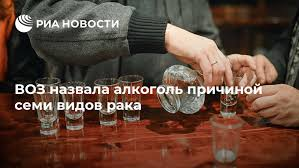 РИА НОВОСТИ
ВОЗ назвала алкоголь причиной
семи видов рака